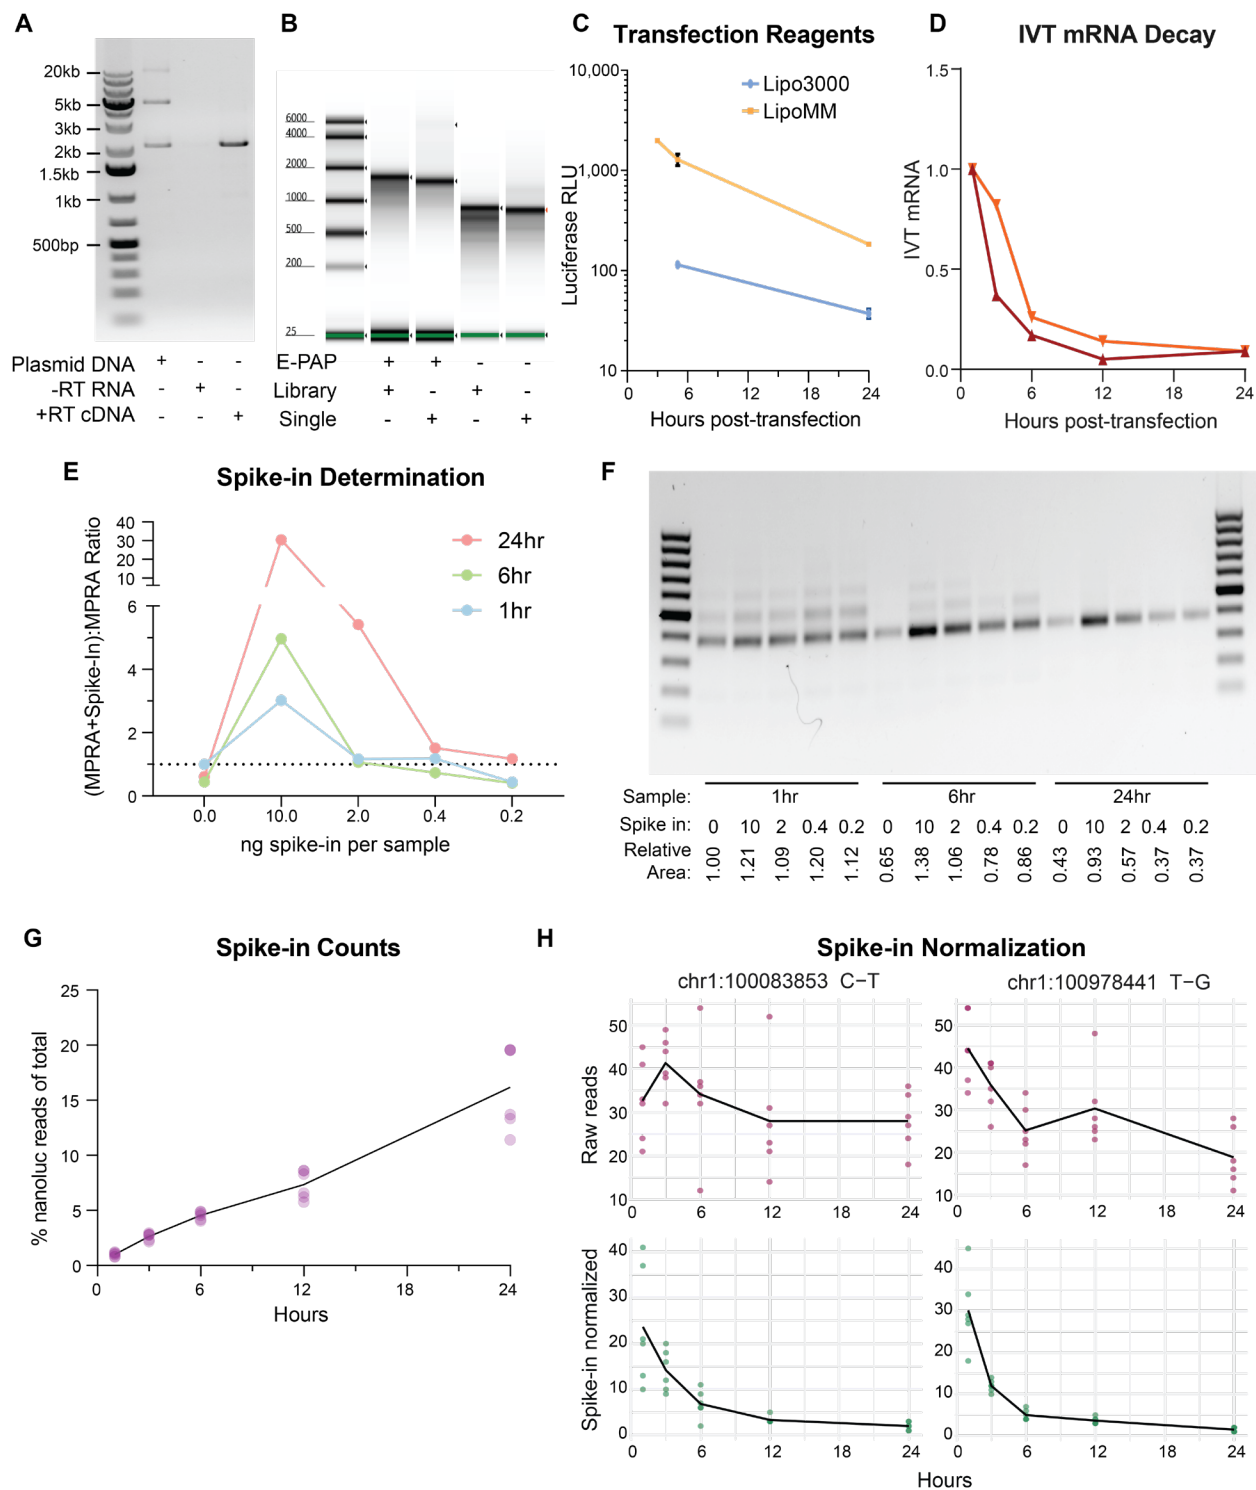 A
20kb
5kb
3kb
2kb
1.5kb
1kb
500bp
Plasmid DNA + - -
-RT RNA - + -
+RT cDNA - - +
B
6000
4000
2000
1000
500
200
25
E-PAP + + - -
Library + - + -
Single - + - +
C
Transfection Reagents
Lipo3000
LipoMM
Luciferase RLU
10,000
1,000
100
10
0 6 12 18 24
Hours post-transfection
D
IVT mRNA Decay
IVT mRNA
1.5
1.0
0.5
0.0
0 6 12 18 24
Hours post-transfection
E
Spike-in Determination
(MPRA+Spike-In):MPRA Ratio
40
30
20
10
6
4
2
0
24hr
6hr
1hr
0.0 10.0 2.0 0.4 0.2
ng spike-in per sample
F
Sample: 1hr 6hr 24hr
Spike in: 0 10 2 0.4 0.2 0 10 2 0.4 0.2 0 10 2 0.4 0.2
Relative
Area: 1.00 1.21 1.09 1.20 1.12 0.65 1.38 1.06 0.78 0.86 0.43 0.93 0.57 0.37 0.37
G
Spike-in Counts
% nanoluc reads of total
25
20
15
10
5
0
0 6 12 18 24
Hours
H
Spike-in Normalization
chr1:100083853 C−T
chr1:100978441 T−G
Raw reads
50
40
30
20
10
0 6 12 18 24
50
40
30
20
10
0 6 12 18 24
Spike-in normalized
40
30
20
10
0
0 6 12 18 24
40
30
20
10
0
0 6 12 18 24
Hours